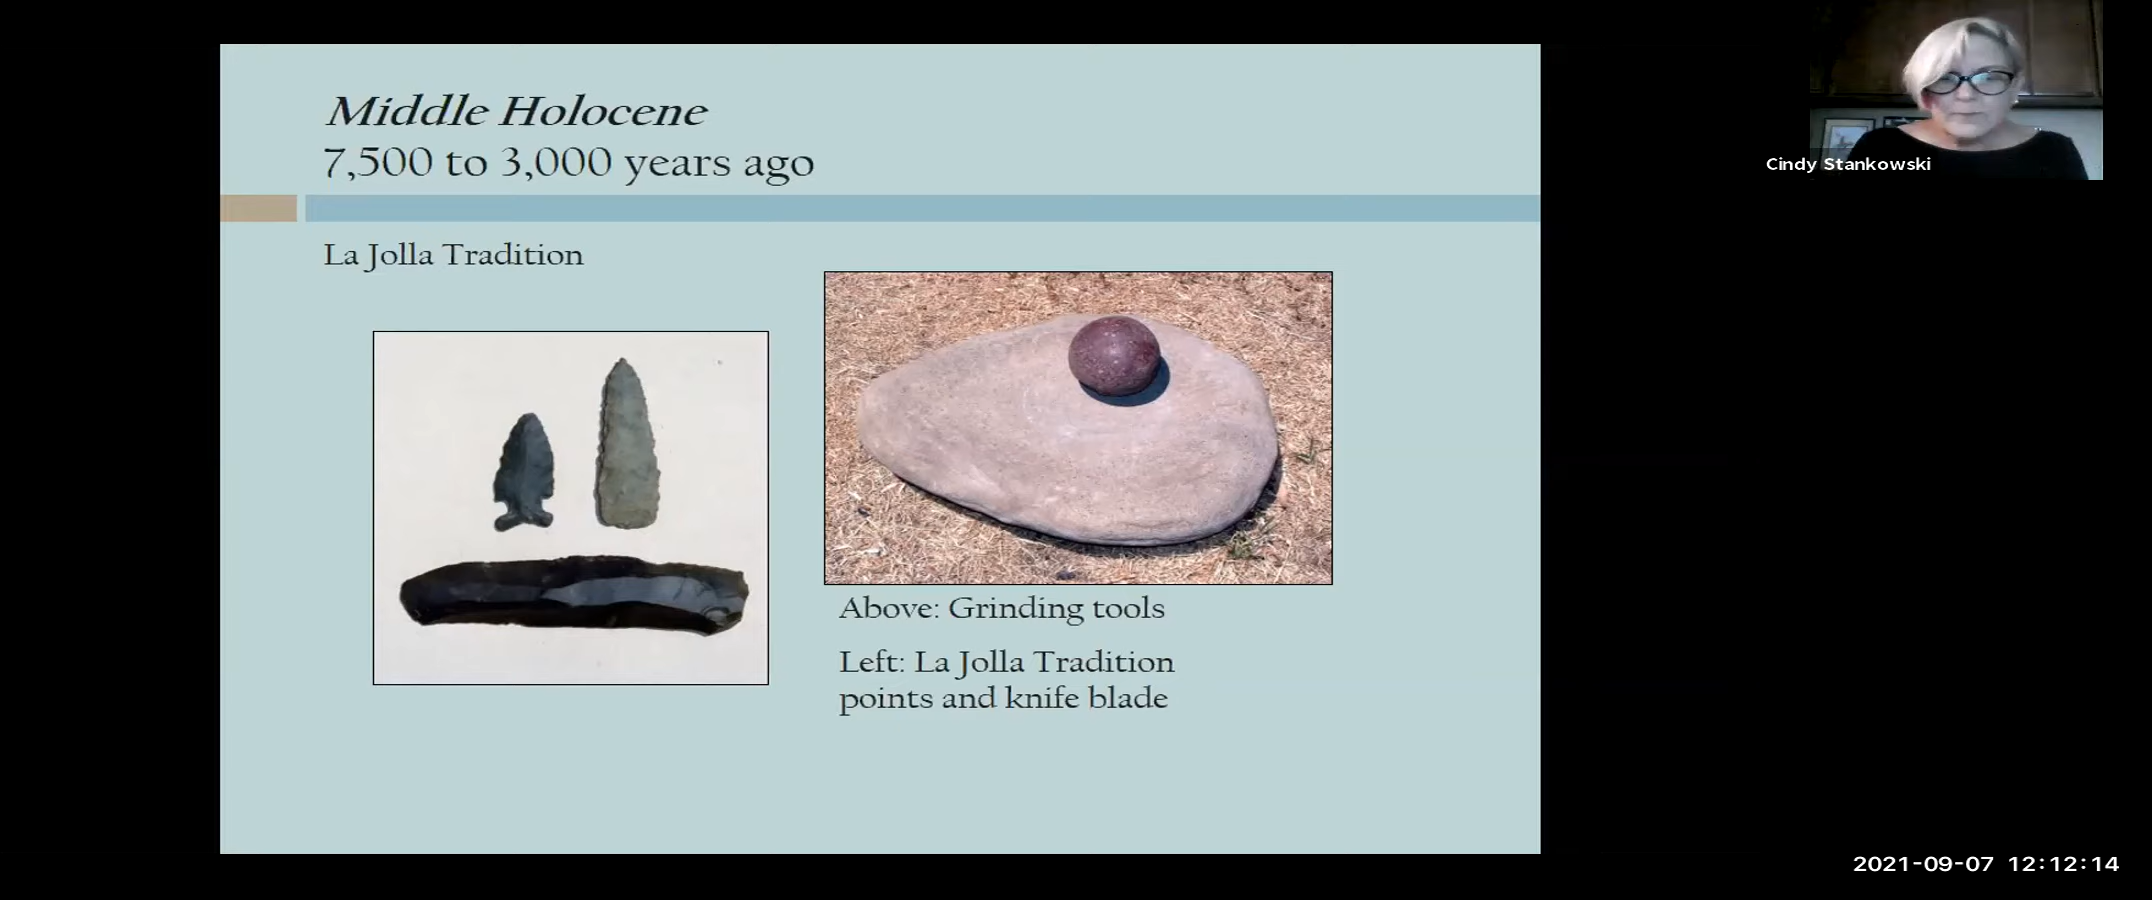 Middle Holocene
7,500 to 3,000 years ago
La Jolla Tradition
Above: Grinding tools
Left: La Jolla Tradition
points and knife blade
Cindy Stankowski
2021-09-07 12:12:14